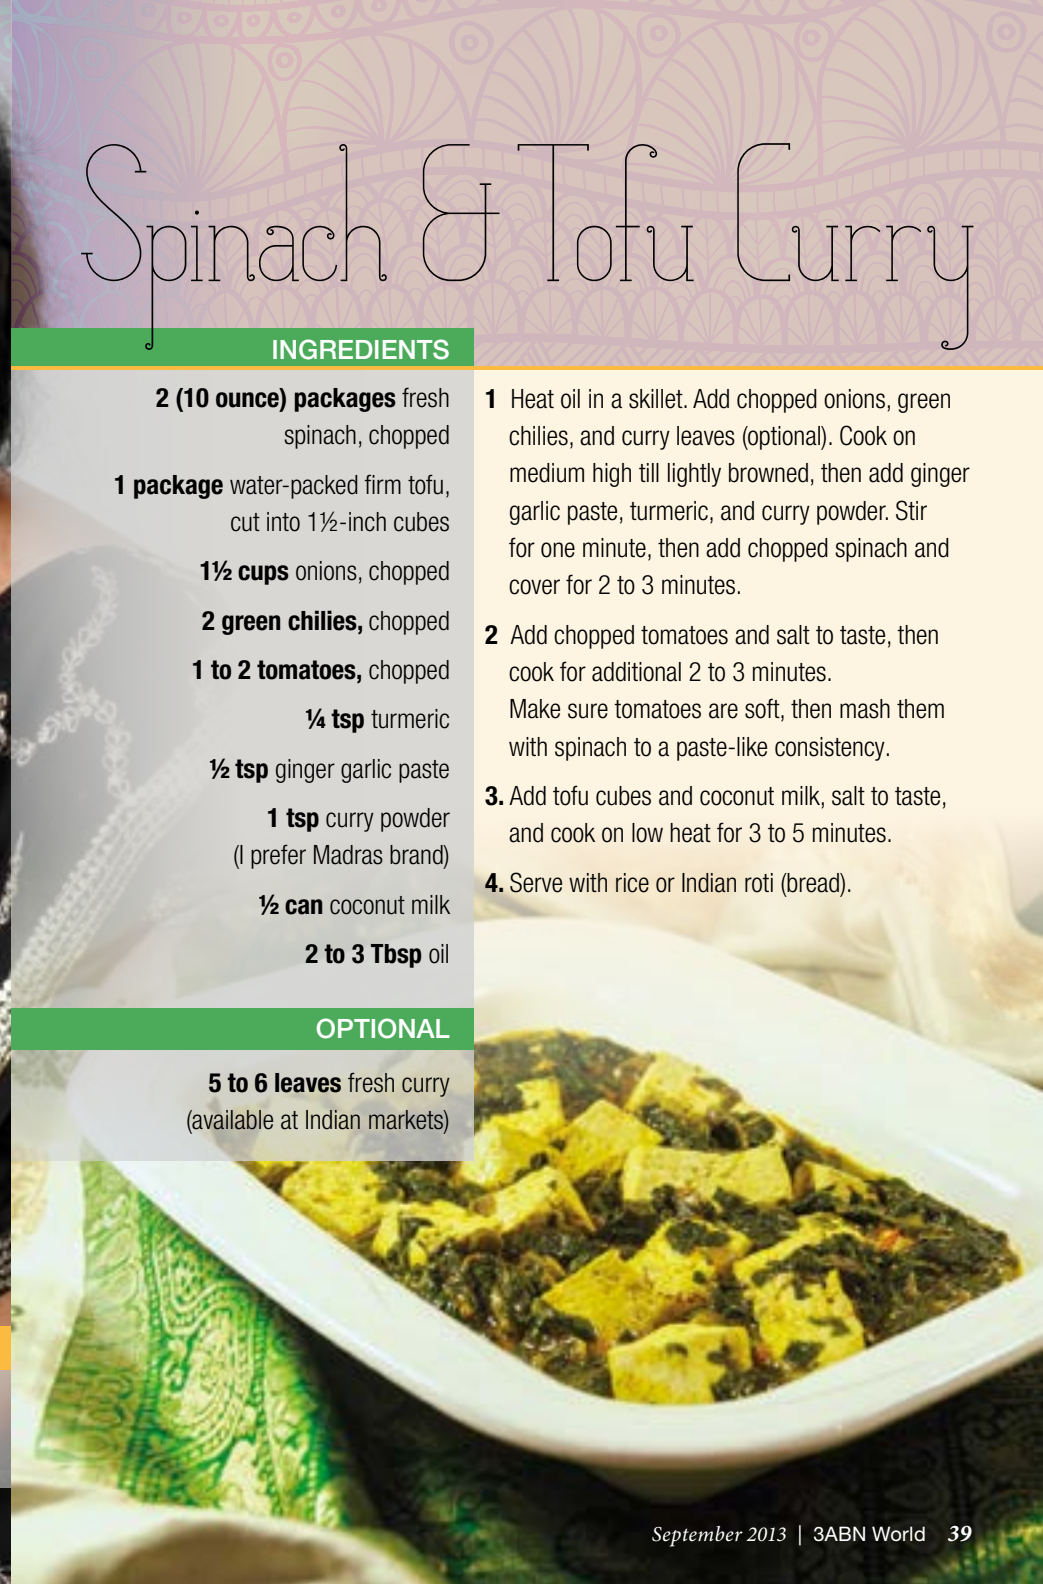 Spinach & Tofu Curry
INGREDIENTS
2 (10 ounce) packages fresh
spinach, chopped
1 package water-packed firm tofu,
cut into 1½-inch cubes
1½ cups onions, chopped
2 green chilies, chopped
1 to 2 tomatoes, chopped
¼ tsp turmeric
½ tsp ginger garlic paste
1 tsp curry powder
(I prefer Madras brand)
½ can coconut milk
2 to 3 Tbsp oil
OPTIONAL
5 to 6 leaves fresh curry
(available at Indian markets)
1 Heat oil in a skillet. Add chopped onions, green
chilies, and curry leaves (optional). Cook on
medium high till lightly browned, then add ginger
garlic paste, turmeric, and curry powder. Stir
for one minute, then add chopped spinach and
cover for 2 to 3 minutes.
2 Add chopped tomatoes and salt to taste, then
cook for additional 2 to 3 minutes.
Make sure tomatoes are soft, then mash them
with spinach to a paste-like consistency.
3. Add tofu cubes and coconut milk, salt to taste,
and cook on low heat for 3 to 5 minutes.
4. Serve with rice or Indian roti (bread).
September 2013 | 3ABN World 39